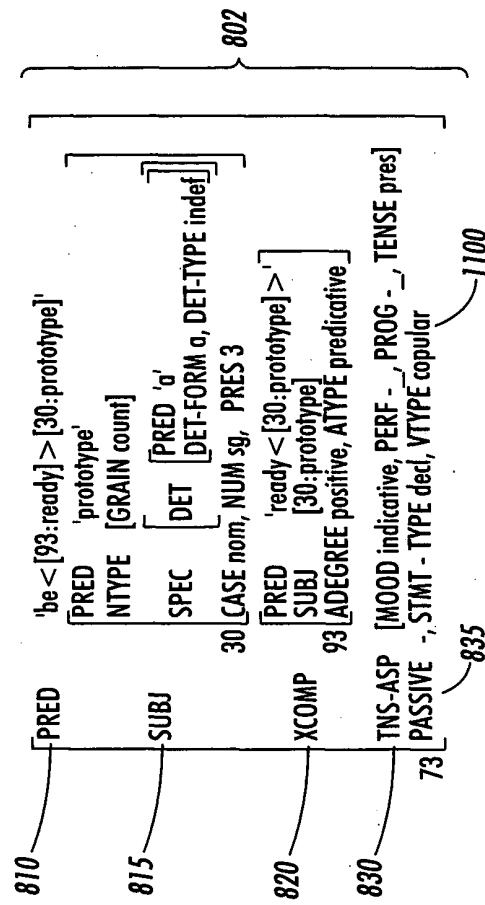 802
PRED 'be < [93:ready] > [30:prototype]'
810
PRED 'prototype'
NTYPE [GRAIN count]
SUBJ
815
SPEC DET PRED 'a'
DET-FORM a, DET-TYPE indef
30 CASE nom, NUM sg, PRES 3
XCOMP
820
PRED 'ready < [30:prototype] >'
SUBJ [30:prototype]
93 ADEGREE positive, ATYPE predicative
830
TNS-ASP [MOOD indicative, PERF - _, PROG - _, TENSE pres]
73 PASSIVE -, STMT - TYPE decl, VTYPE copular
835
1100